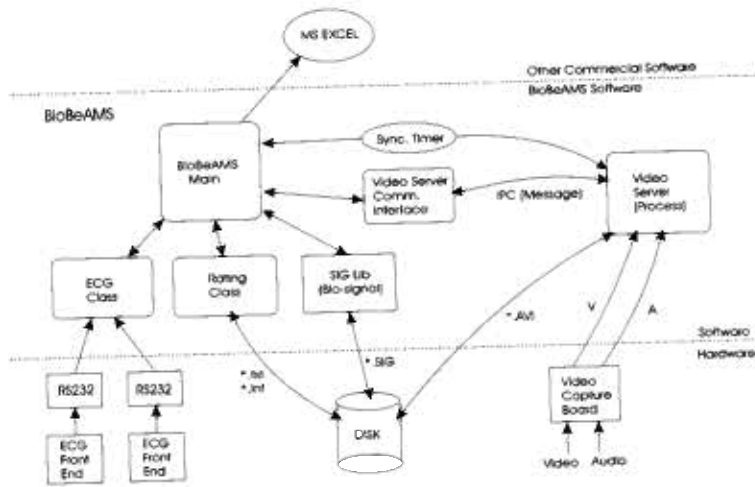 MS EXCEL
Other Commercial Software
BioBeAMS Software
BioBeAMS
BioBeAMS
Main
Sync. Timer
Video Server
Comm.
Interface
IPC (Message)
Video
Server
(Process)
ECG
Class
Rating
Class
SIG Lib
(Bio-signal)
*.AVI
V
A
Software
Hardware
*.SIG
*.Inf
RS232
RS232
DISK
Video
Capture
Board
ECG
Front
End
ECG
Front
End
Video
Audio